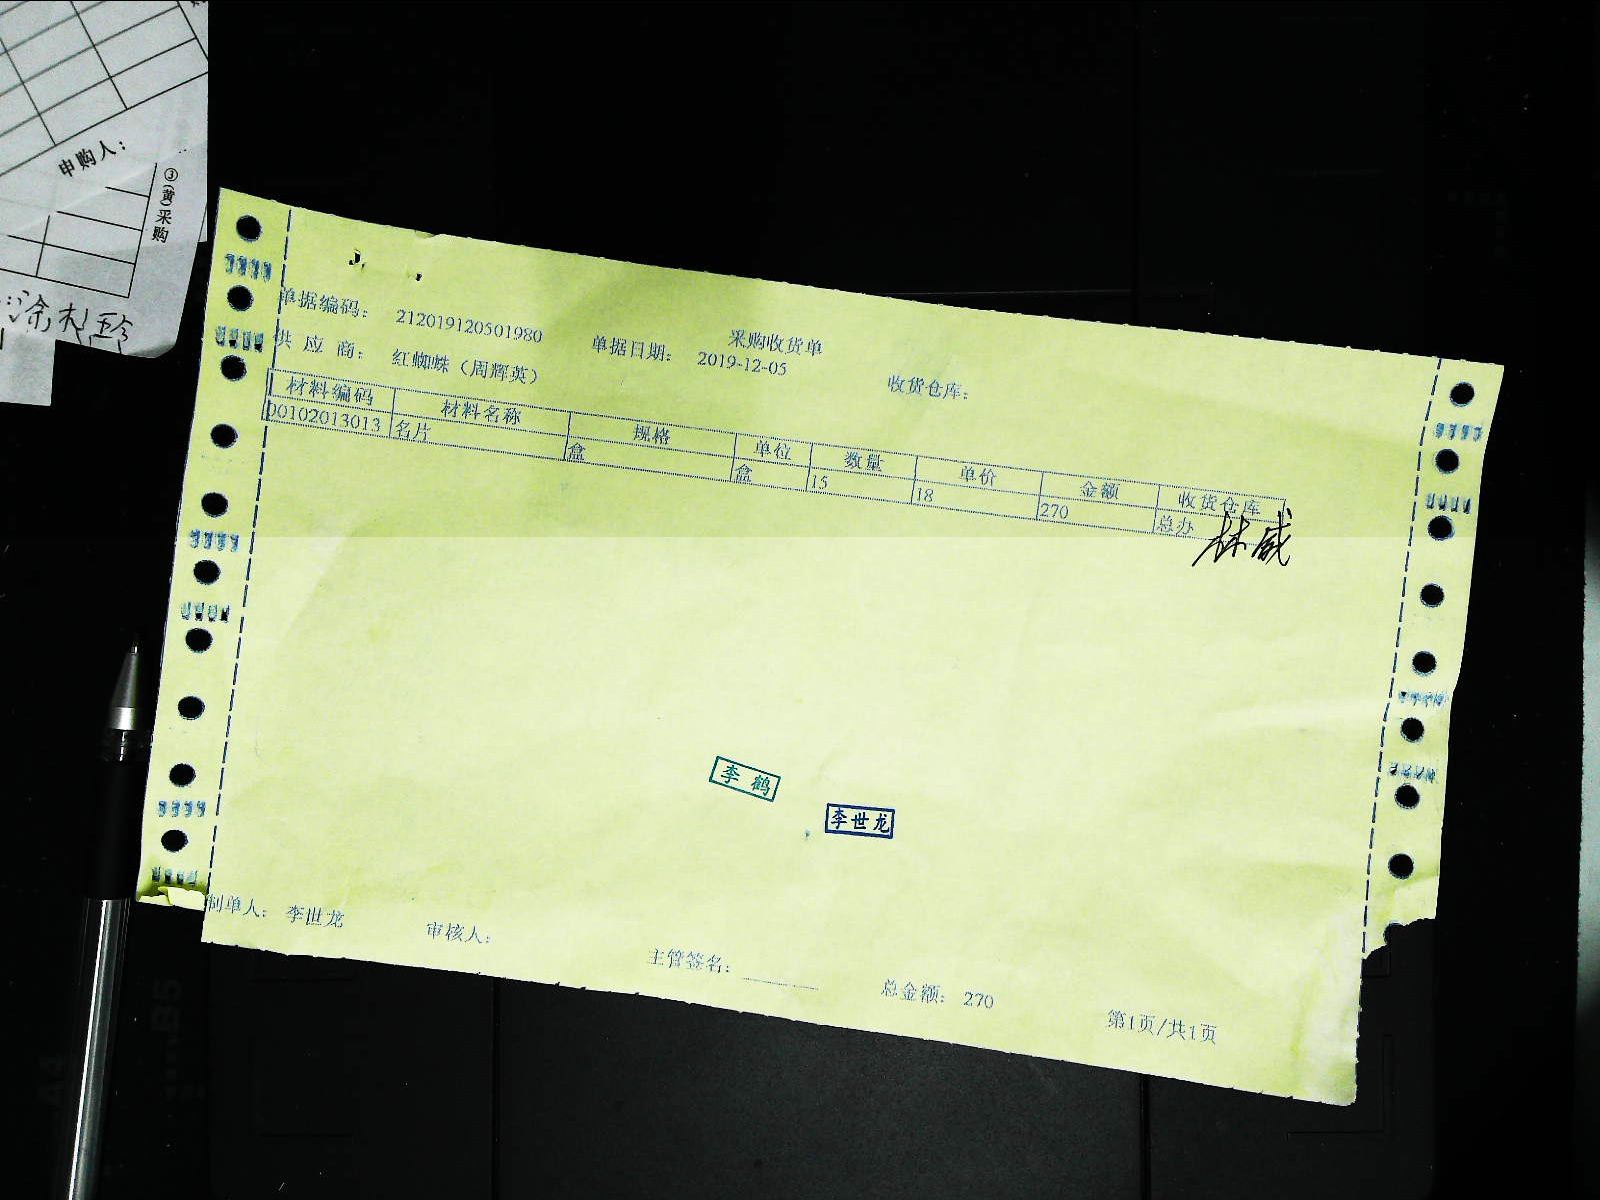 申购人:
③(黄)采购
采购收货单
单据编码: 212019120501980 单据日期: 2019-12-05 收货仓库:
供 应 商: 红蜘蛛(周辉英)
材料编码 材料名称 规格 单位 数量 单价 金额 收货仓库
00102013013 名片 盒 盒 15 18 270 总办
林威
李 鹤
李世龙
制单人: 李世龙 审核人: 主管签名: 总金额: 270 第1页/共1页